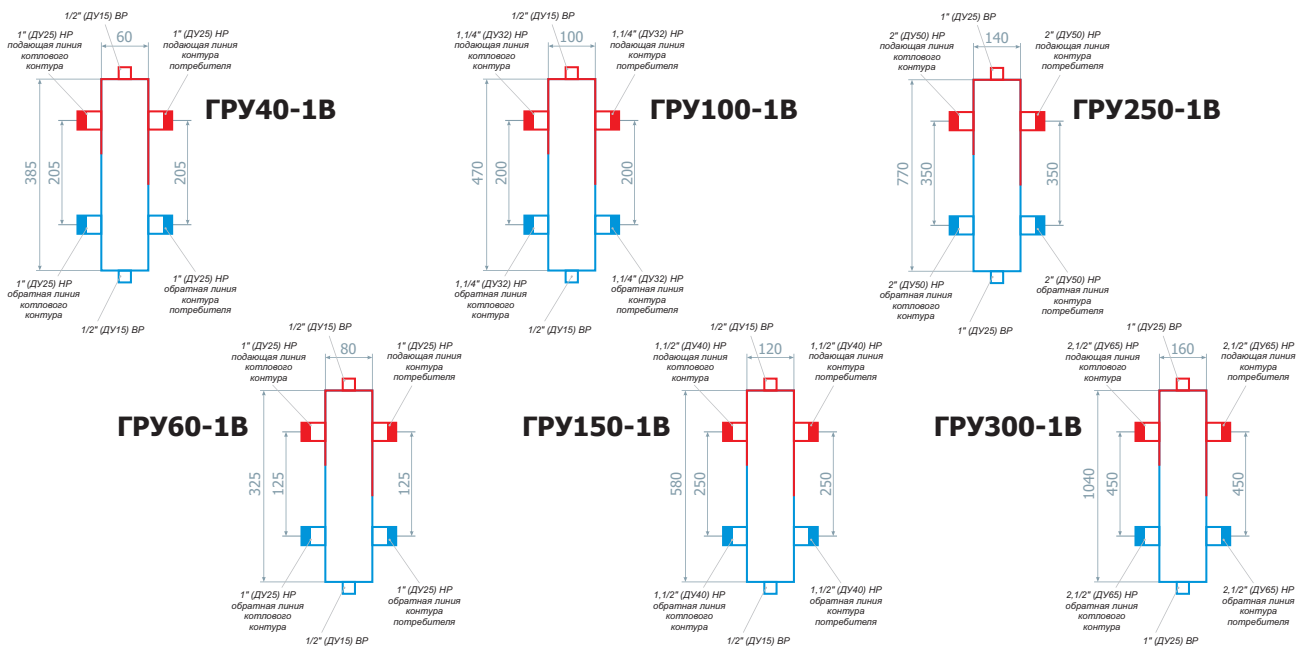 1/2" (ДУ15) ВР
1" (ДУ25) НР
подающая линия
котлового
контура
60
1" (ДУ25) НР
подающая линия
контура
потребителя
ГРУ40-1В
385
205
205
1" (ДУ25) НР
обратная линия
котлового
контура
1" (ДУ25) НР
обратная линия
контура
потребителя
1/2" (ДУ15) ВР
1/2" (ДУ15) ВР
1,1/4" (ДУ32) НР
подающая линия
котлового
контура
100
1,1/4" (ДУ32) НР
подающая линия
контура
потребителя
ГРУ100-1В
470
200
200
1,1/4" (ДУ32) НР
обратная линия
котлового
контура
1,1/4" (ДУ32) НР
обратная линия
контура
потребителя
1/2" (ДУ15) ВР
1" (ДУ25) ВР
2" (ДУ50) НР
подающая линия
котлового
контура
140
2" (ДУ50) НР
подающая линия
контура
потребителя
ГРУ250-1В
770
350
350
2" (ДУ50) НР
обратная линия
котлового
контура
2" (ДУ50) НР
обратная линия
контура
потребителя
1" (ДУ25) ВР
1/2" (ДУ15) ВР
1" (ДУ25) НР
подающая линия
котлового
контура
80
1" (ДУ25) НР
подающая линия
контура
потребителя
ГРУ60-1В
325
125
125
1" (ДУ25) НР
обратная линия
котлового
контура
1" (ДУ25) НР
обратная линия
контура
потребителя
1/2" (ДУ15) ВР
1/2" (ДУ15) ВР
1,1/2" (ДУ40) НР
подающая линия
котлового
контура
120
1,1/2" (ДУ40) НР
подающая линия
контура
потребителя
ГРУ150-1В
580
250
250
1,1/2" (ДУ40) НР
обратная линия
котлового
контура
1,1/2" (ДУ40) НР
обратная линия
контура
потребителя
1/2" (ДУ15) ВР
1" (ДУ25) ВР
2,1/2" (ДУ65) НР
подающая линия
котлового
контура
160
2,1/2" (ДУ65) НР
подающая линия
контура
потребителя
ГРУ300-1В
1040
450
450
2,1/2" (ДУ65) НР
обратная линия
котлового
контура
2,1/2" (ДУ65) НР
обратная линия
контура
потребителя
1" (ДУ25) ВР